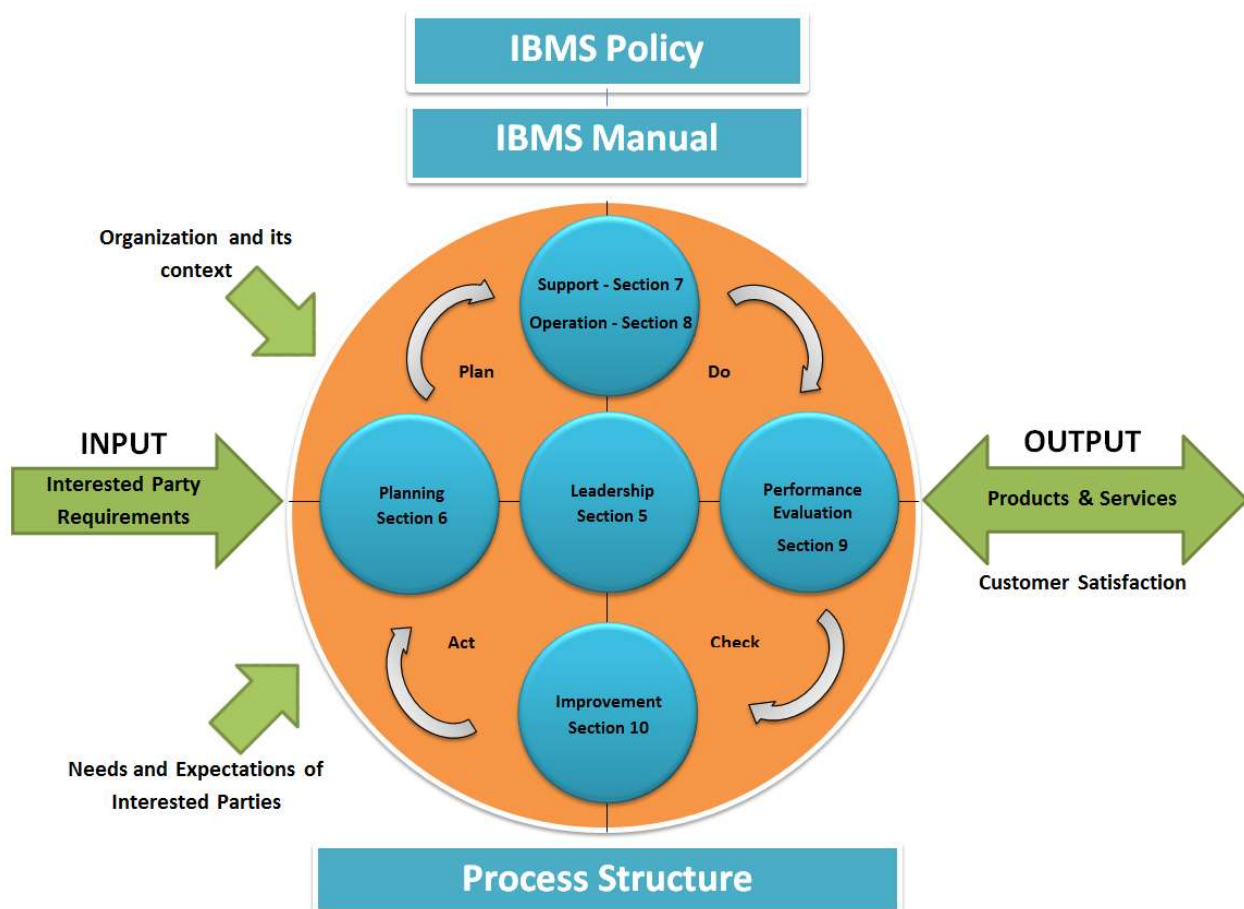 IBMS Policy
IBMS Manual
Organization and its
context
Support - Section 7
Operation - Section 8
Plan
Do
INPUT
Interested Party
Requirements
Planning
Section 6
Leadership
Section 5
Performance
Evaluation
Section 9
OUTPUT
Products & Services
Customer Satisfaction
Act
Check
Improvement
Section 10
Needs and Expectations of
Interested Parties
Process Structure